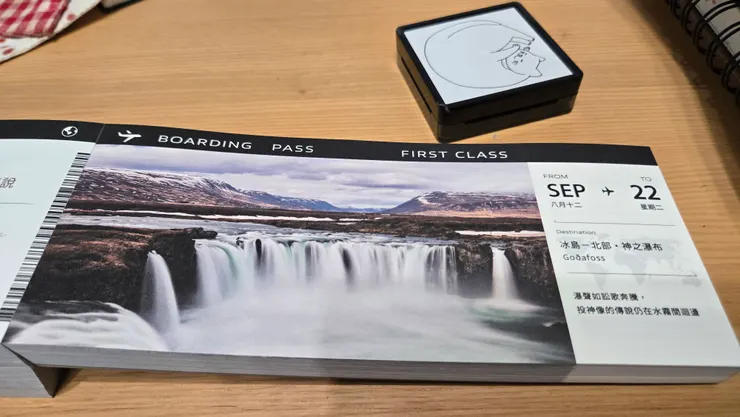 說
BOARDING PASS
FIRST CLASS
FROM
TO
SEP
22
八月十二
星期二
Destination
冰島－北部・神之瀑布
Goðafoss
瀑聲如訟歌奔騰，
投神像的傳說仍在水霧間迴盪